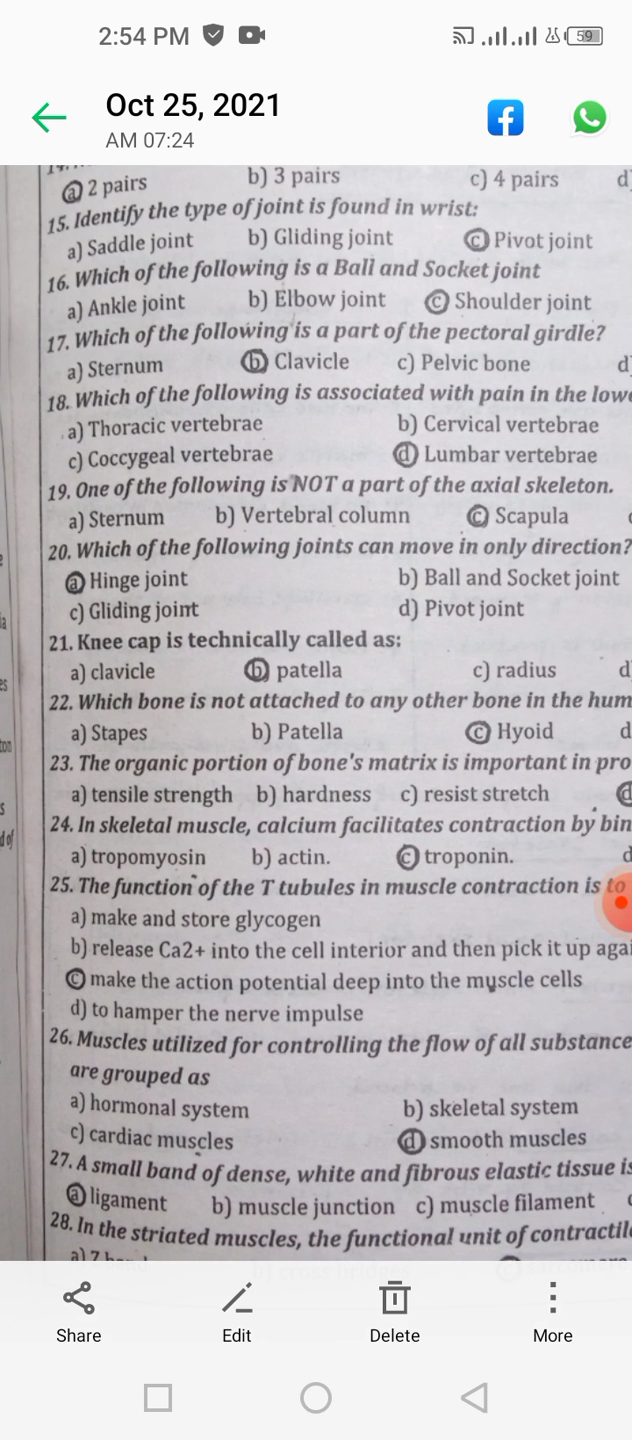 2:54 PM
59
Oct 25, 2021
AM 07:24
a) 2 pairs b) 3 pairs c) 4 pairs d)
15. Identify the type of joint is found in wrist:
a) Saddle joint b) Gliding joint c) Pivot joint
16. Which of the following is a Ball and Socket joint
a) Ankle joint b) Elbow joint c) Shoulder joint
17. Which of the following is a part of the pectoral girdle?
a) Sternum b) Clavicle c) Pelvic bone d)
18. Which of the following is associated with pain in the lowe
a) Thoracic vertebrae b) Cervical vertebrae
c) Coccygeal vertebrae d) Lumbar vertebrae
19. One of the following is NOT a part of the axial skeleton.
a) Sternum b) Vertebral column c) Scapula
20. Which of the following joints can move in only direction?
a) Hinge joint b) Ball and Socket joint
c) Gliding joint d) Pivot joint
21. Knee cap is technically called as:
a) clavicle b) patella c) radius d
22. Which bone is not attached to any other bone in the hum
a) Stapes b) Patella c) Hyoid d
23. The organic portion of bone's matrix is important in pro
a) tensile strength b) hardness c) resist stretch d
24. In skeletal muscle, calcium facilitates contraction by bin
a) tropomyosin b) actin. c) troponin. d
25. The function of the T tubules in muscle contraction is to
a) make and store glycogen
b) release Ca2+ into the cell interior and then pick it up agai
c) make the action potential deep into the muscle cells
d) to hamper the nerve impulse
26. Muscles utilized for controlling the flow of all substance
are grouped as
a) hormonal system b) skeletal system
c) cardiac muscles d) smooth muscles
27. A small band of dense, white and fibrous elastic tissue is
a) ligament b) muscle junction c) muscle filament
28. In the striated muscles, the functional unit of contractil
Share Edit Delete More